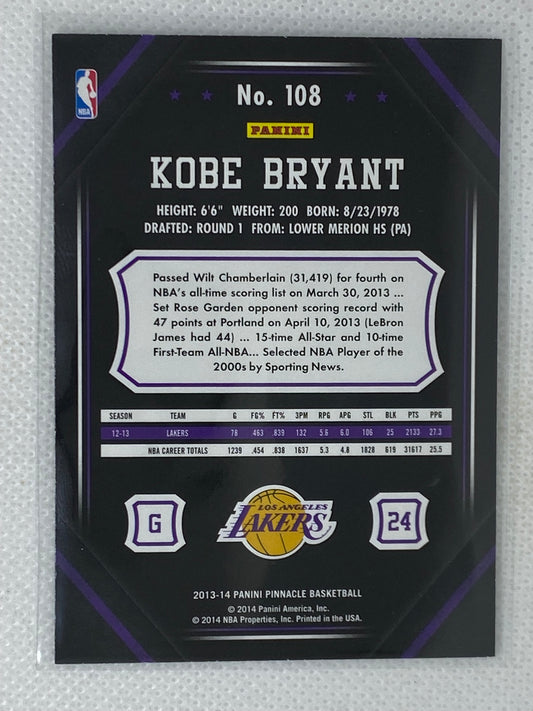 NBA
No. 108
PANINI
KOBE BRYANT
HEIGHT: 6'6" WEIGHT: 200 BORN: 8/23/1978
DRAFTED: ROUND 1 FROM: LOWER MERION HS (PA)
Passed Wilt Chamberlain (31,419) for fourth on
NBA's all-time scoring list on March 30, 2013 ...
Set Rose Garden opponent scoring record with
47 points at Portland on April 10, 2013 (LeBron
James had 44) ... 15-time All-Star and 10-time
First-Team All-NBA... Selected NBA Player of the
2000s by Sporting News.
SEASON TEAM G FG% FT% 3PM RPG APG STL BLK PTS PPG
12-13 LAKERS 78 .463 .839 132 5.6 6.0 106 25 2133 27.3
NBA CAREER TOTALS 1239 .454 .838 1637 5.3 4.8 1828 619 31617 25.5
G
LOS ANGELES
LAKERS
24
2013-14 PANINI PINNACLE BASKETBALL
© 2014 Panini America, Inc.
© 2014 NBA Properties, Inc. Printed in the USA.